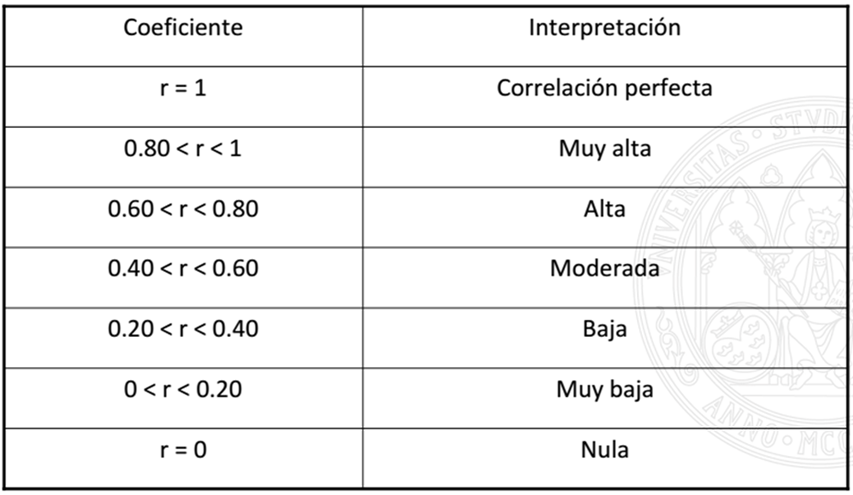 Coeficiente Interpretación
r = 1 Correlación perfecta
0.80 < r < 1 Muy alta
0.60 < r < 0.80 Alta
0.40 < r < 0.60 Moderada
0.20 < r < 0.40 Baja
0 < r < 0.20 Muy baja
r = 0 Nula
VNIVERSITAS · STVD
ANNO · MCC